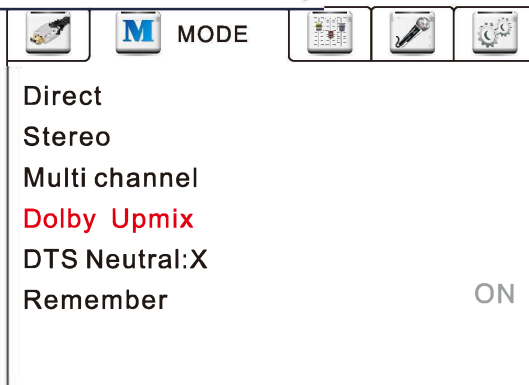 M MODE
Direct
Stereo
Multi channel
Dolby Upmix
DTS Neutral:X
Remember ON